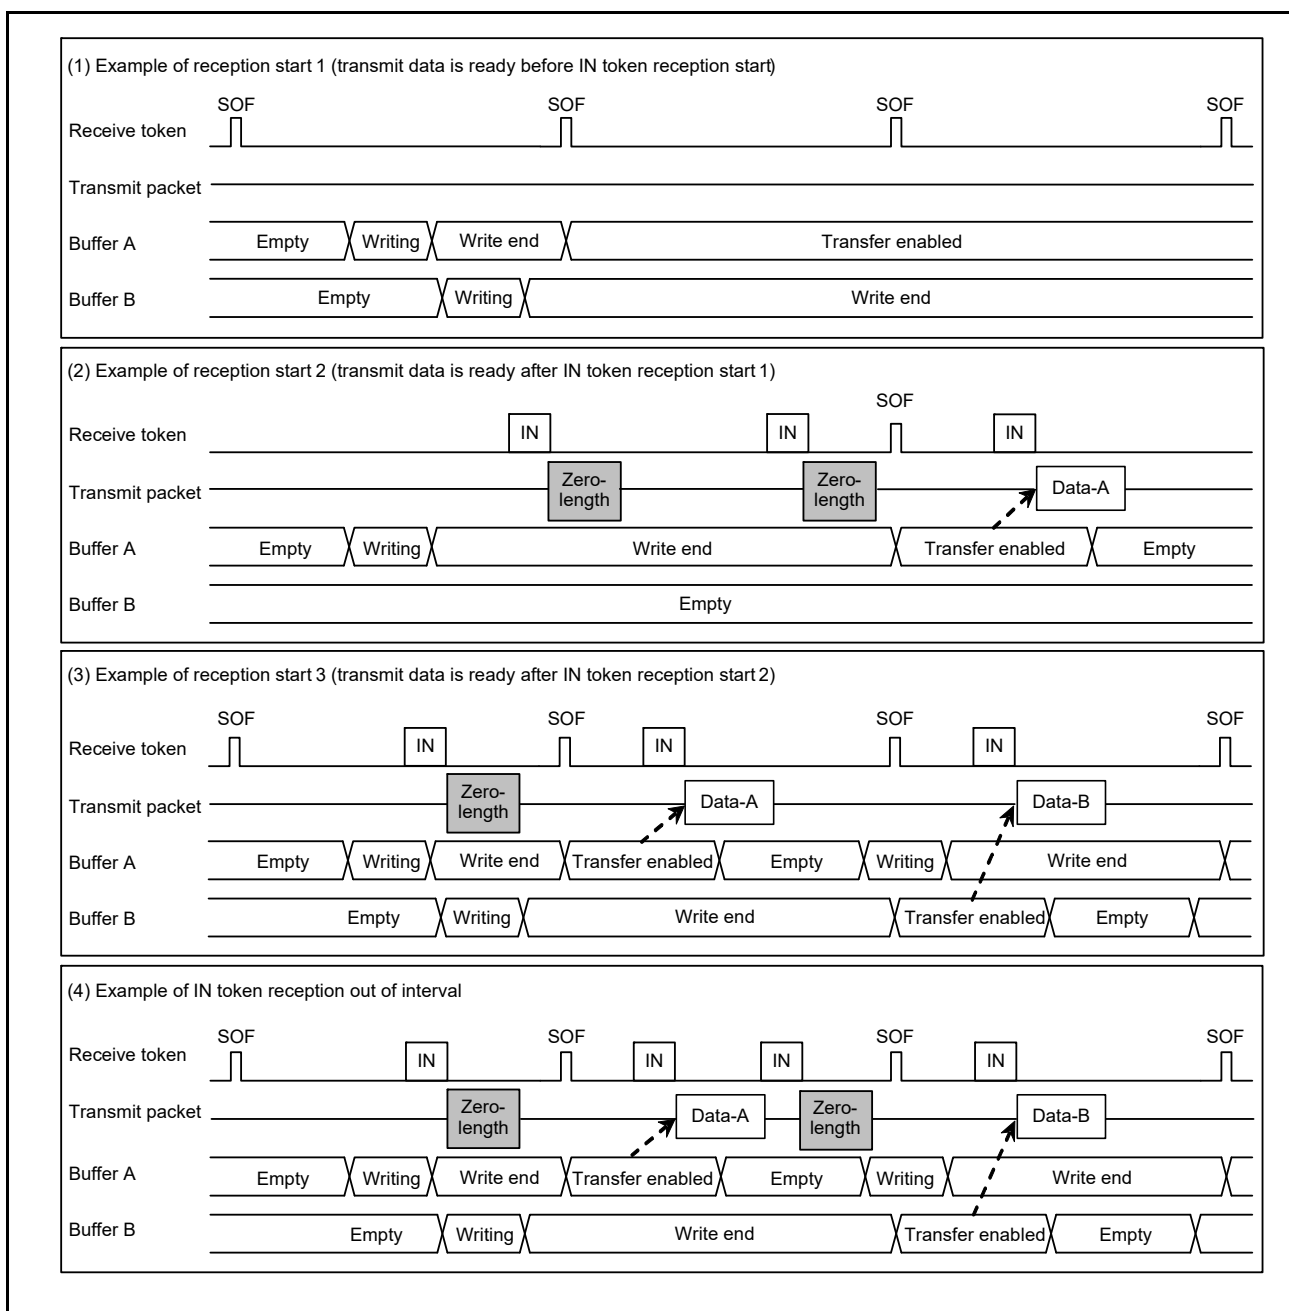 (1) Example of reception start 1 (transmit data is ready before IN token reception start)
SOF SOF SOF SOF
Receive token
Transmit packet
Buffer A Empty Writing Write end Transfer enabled
Buffer B Empty Writing Write end
(2) Example of reception start 2 (transmit data is ready after IN token reception start 1)
SOF
Receive token IN IN IN
Transmit packet Zero-length Zero-length Data-A
Buffer A Empty Writing Write end Transfer enabled Empty
Buffer B Empty
(3) Example of reception start 3 (transmit data is ready after IN token reception start 2)
SOF SOF SOF SOF
Receive token IN IN IN
Transmit packet Zero-length Data-A Data-B
Buffer A Empty Writing Write end Transfer enabled Empty Writing Write end
Buffer B Empty Writing Write end Transfer enabled Empty
(4) Example of IN token reception out of interval
SOF SOF SOF SOF
Receive token IN IN IN IN
Transmit packet Zero-length Data-A Zero-length Data-B
Buffer A Empty Writing Write end Transfer enabled Empty Writing Write end
Buffer B Empty Writing Write end Transfer enabled Empty